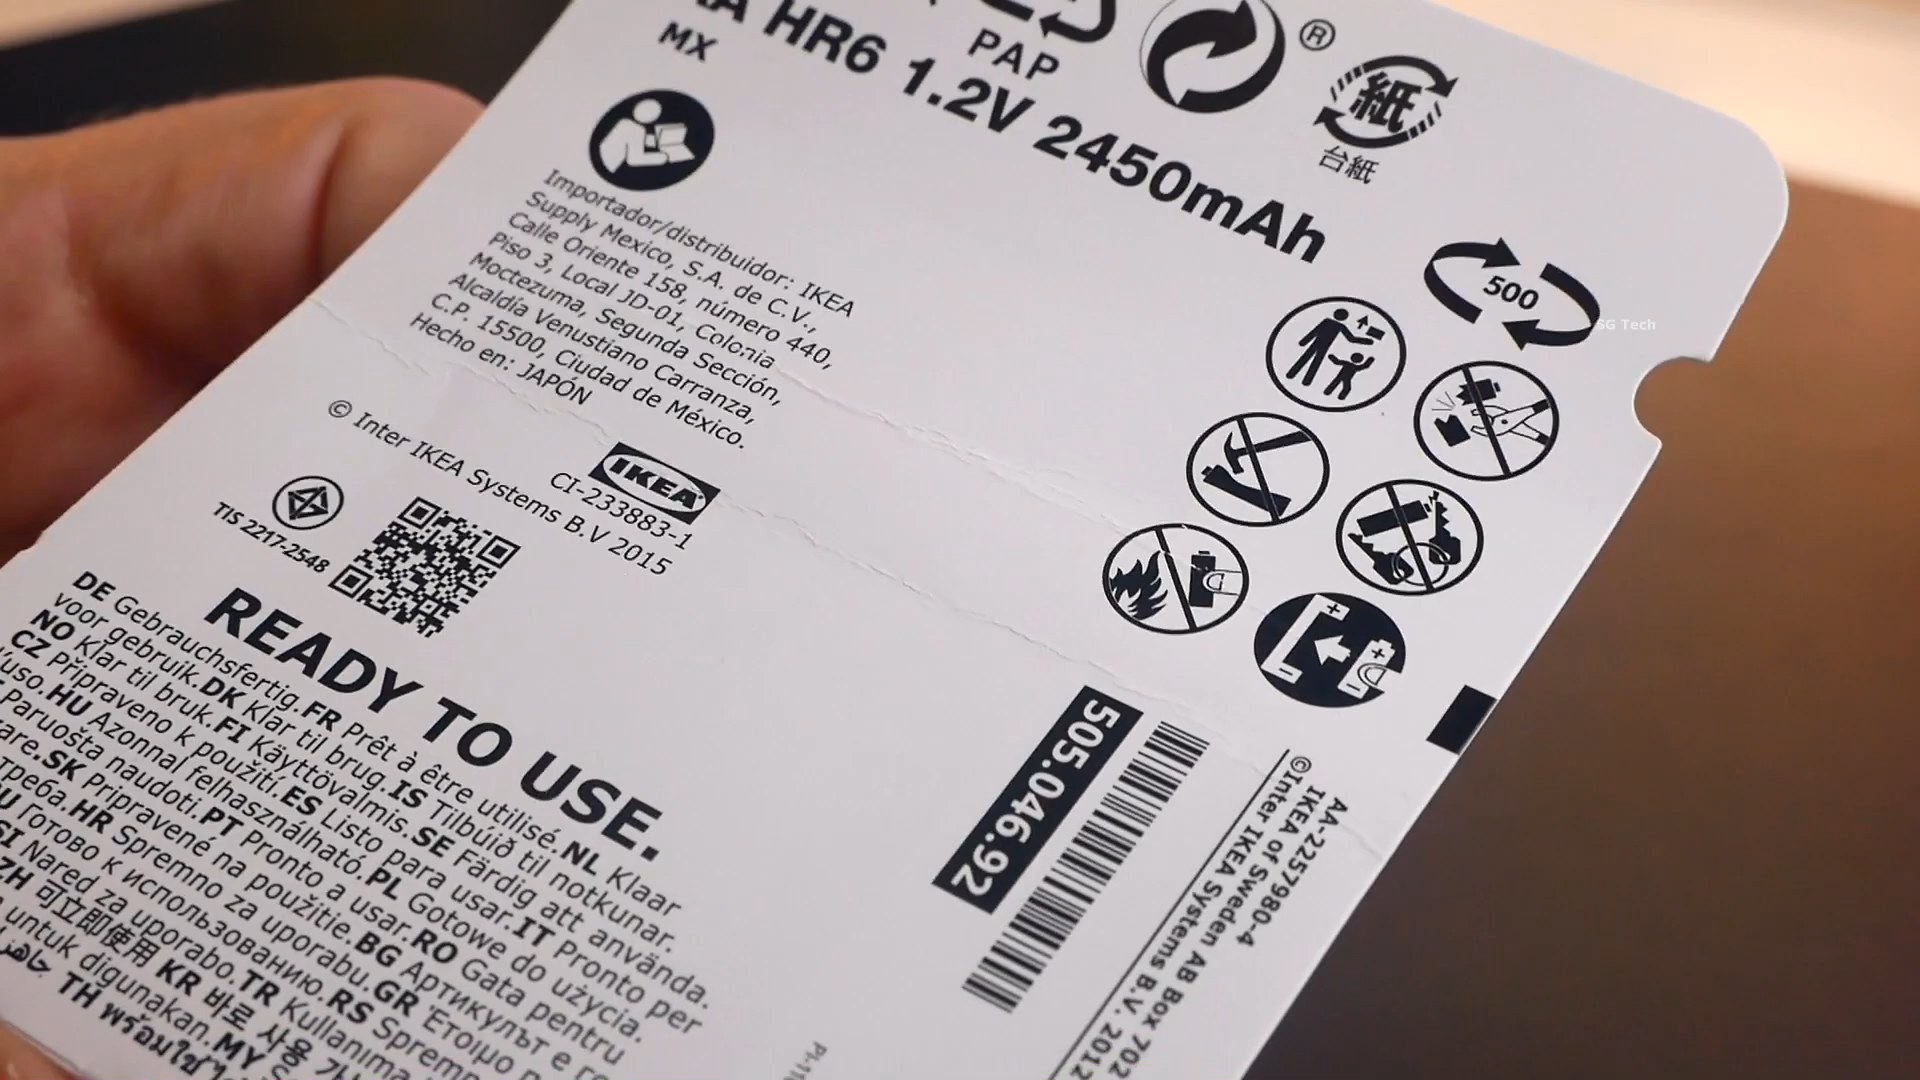 PAP
®
紙
台紙
HR6 1.2V 2450mAh
MX
500
SG Tech
Importador/distribuidor: IKEA
Supply Mexico, S.A. de C.V.,
Calle Oriente 158, número 440,
Piso 3, Local JD-01, Colonia
Moctezuma, Segunda Sección,
Alcaldía Venustiano Carranza,
C.P. 15500, Ciudad de México.
Hecho en: JAPÓN
IKEA
CI-233883-1
© Inter IKEA Systems B.V 2015
TIS 2217-2548
READY TO USE.
DE Gebrauchsfertig. FR Prêt à être utilisé. NL Klaar
voor gebruik. DK Klar til brug. IS Tilbúið til notkunar.
NO Klar til bruk. FI Käyttövalmis. SE Färdig att använda.
CZ Připraveno k použití. ES Listo para usar. IT Pronto per
l'uso. HU Azonnal felhasználható. PL Gotowe do użycia.
Paruošta naudoti. PT Pronto a usar. RO Gata pentru
SK Pripravené na použitie. BG Артикулът е
HR Spremno za uporabu. GR Έτοιμο
Готово к использованию. RS
SI Nared za uporabo. TR Kullanıma
ZH 可立即使用 KR 바로 사용
untuk digunakan. MY
TH
505.046.92
AA-2257980-4
IKEA of Sweden AB Box 702
©Inter IKEA Systems B.V. 2012